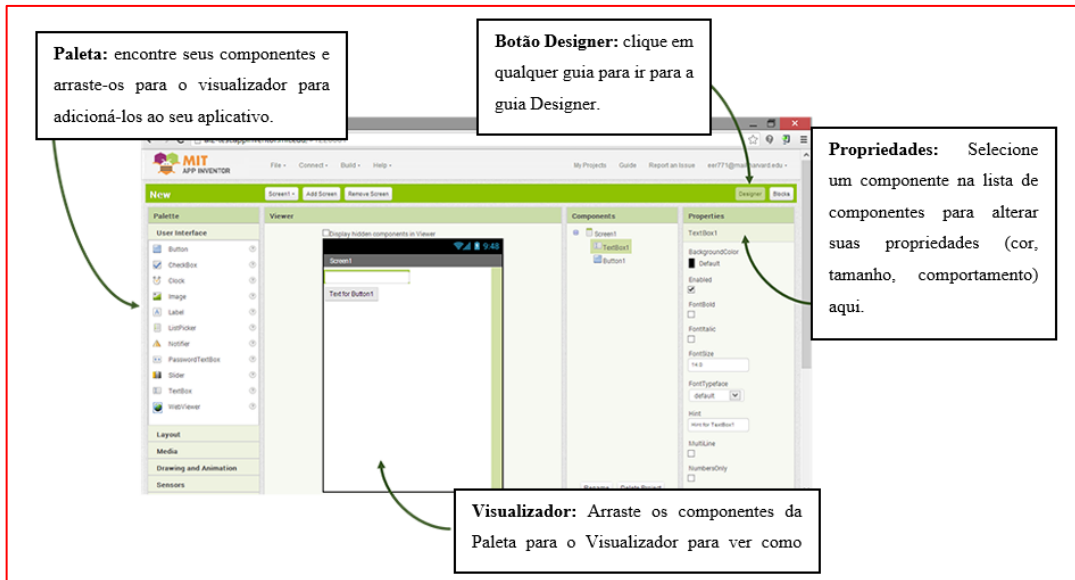 Paleta: encontre seus componentes e
arraste-os para o visualizador para
adicioná-los ao seu aplicativo.
Botão Designer: clique em
qualquer guia para ir para a
guia Designer.
Propriedades: Selecione
um componente na lista de
componentes para alterar
suas propriedades (cor,
tamanho, comportamento)
aqui.
MIT
APP INVENTOR
File Connect Build Help
My Projects Guide Report an Issue
New
Screen1 Add Screen Remove Screen
Designer Blocks
Palette
User Interface
Button
CheckBox
Clock
Image
Label
ListPicker
Notifier
PasswordTextBox
Slider
TextBox
WebViewer
Layout
Media
Drawing and Animation
Sensors
Viewer
Display hidden components in Viewer
9:48
Screen1
Text for Button1
Components
Screen1
TextBox1
Button1
Rename Delete Project
Properties
TextBox1
BackgroundColor
Default
Enabled
FontBold
FontItalic
FontSize
14.0
FontTypeface
default
Hint
Hint for TextBox1
MultiLine
NumbersOnly
Visualizador: Arraste os componentes da
Paleta para o Visualizador para ver como